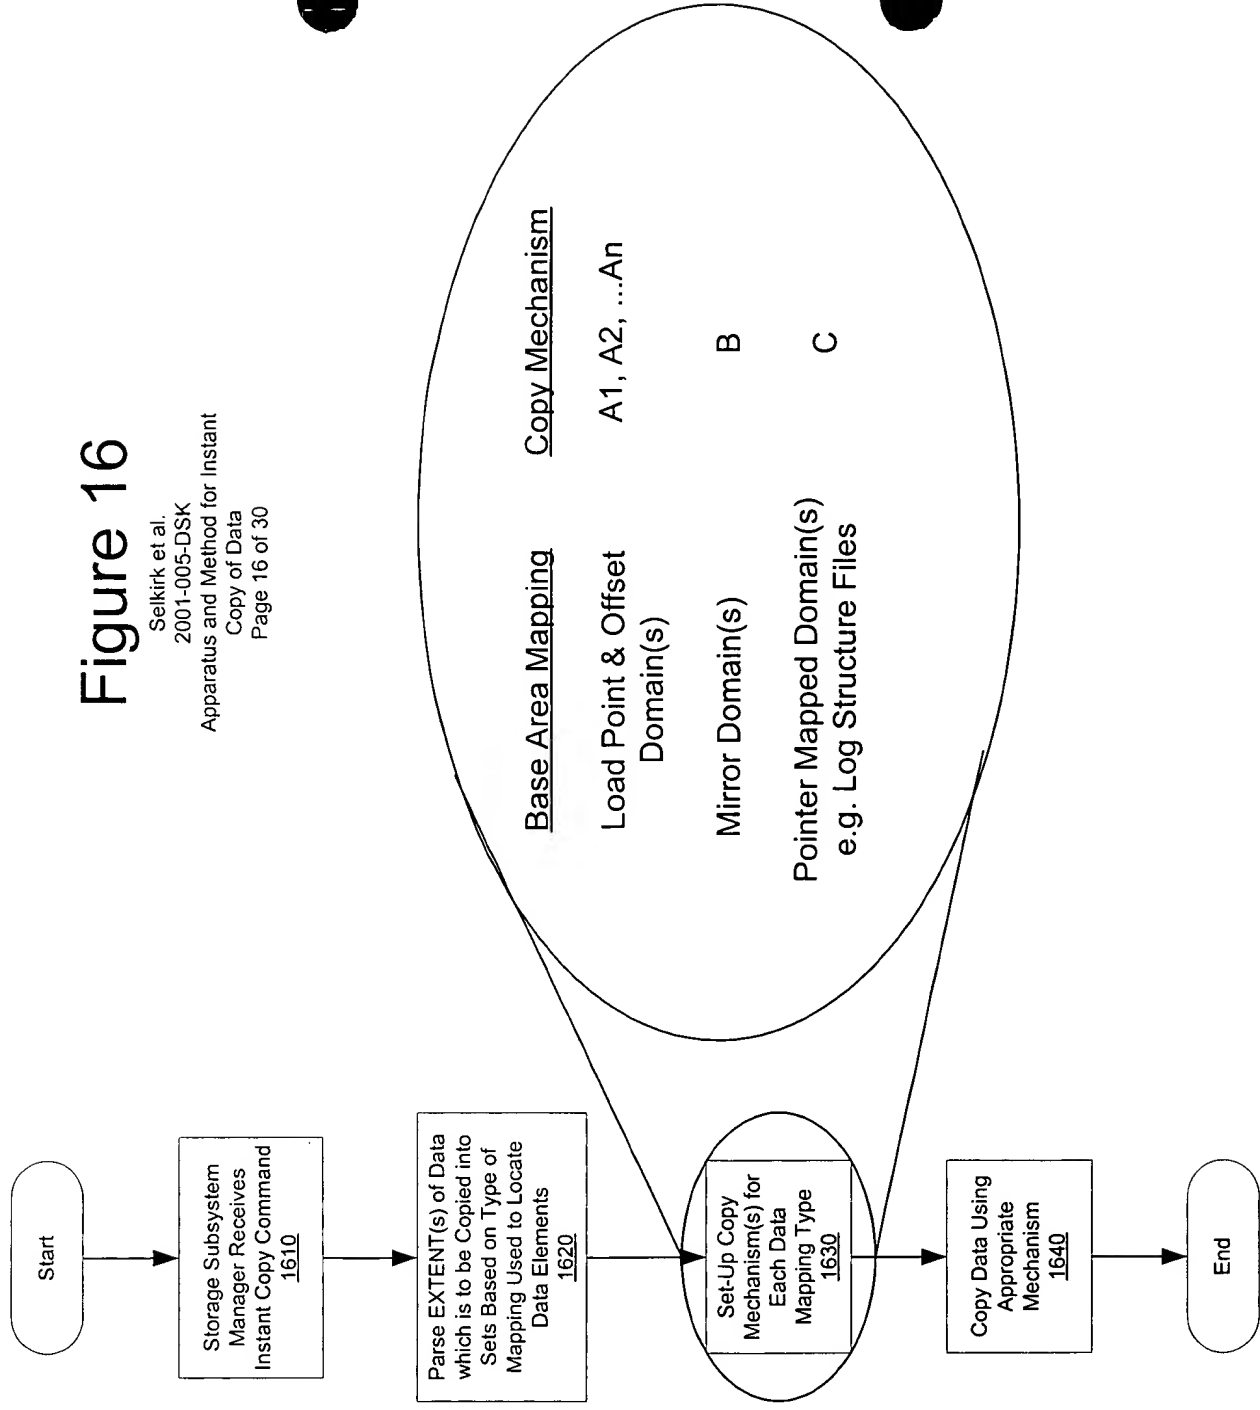 Figure 16
Selkirk et al.
2001-005-DSK
Apparatus and Method for Instant
Copy of Data
Page 16 of 30
Start
Storage Subsystem
Manager Receives
Instant Copy Command
1610
Parse EXTENT(s) of Data
which is to be Copied into
Sets Based on Type of
Mapping Used to Locate
Data Elements
1620
Set-Up Copy
Mechanism(s) for
Each Data
Mapping Type
1630
Copy Data Using
Appropriate
Mechanism
1640
End
Base Area Mapping Copy Mechanism
Load Point & Offset A1, A2, ...An
Domain(s)
Mirror Domain(s) B
Pointer Mapped Domain(s) C
e.g. Log Structure Files